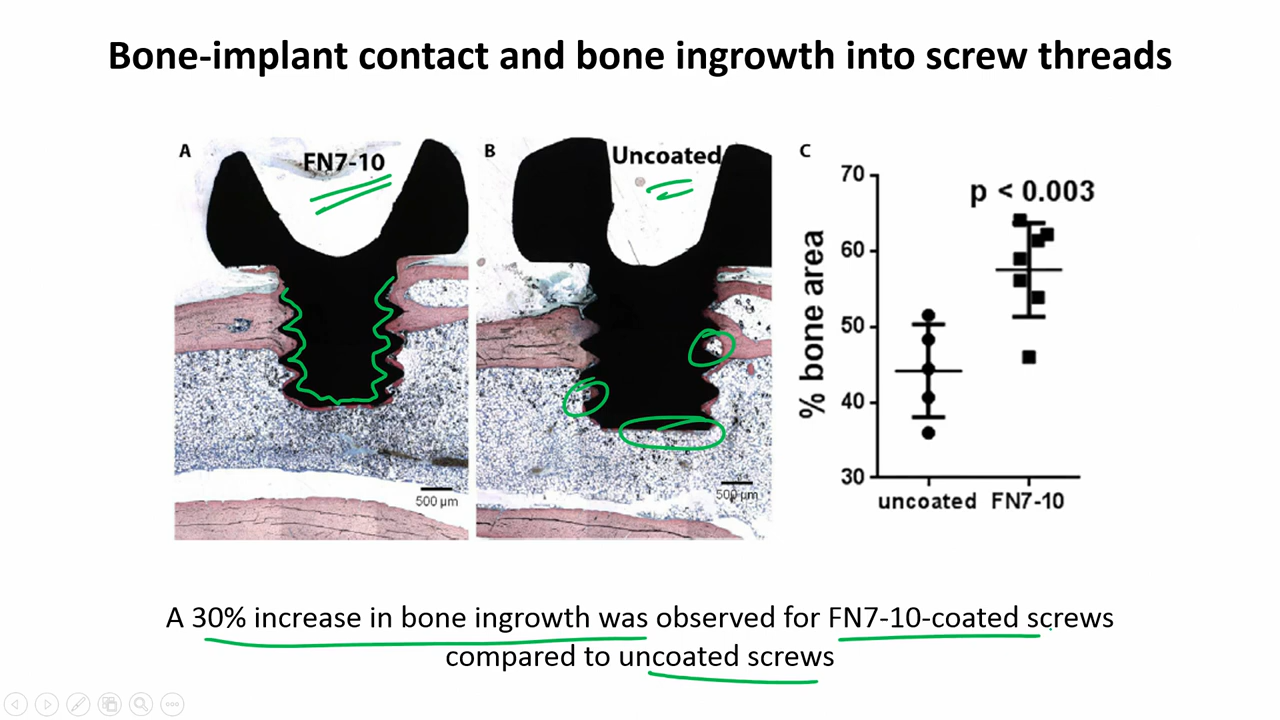 Bone-implant contact and bone ingrowth into screw threads
A
FN7-10
500 µm
B
Uncoated
500 µm
C
p < 0.003
% bone area
70
60
50
40
30
uncoated
FN7-10
A 30% increase in bone ingrowth was observed for FN7-10-coated screws
compared to uncoated screws